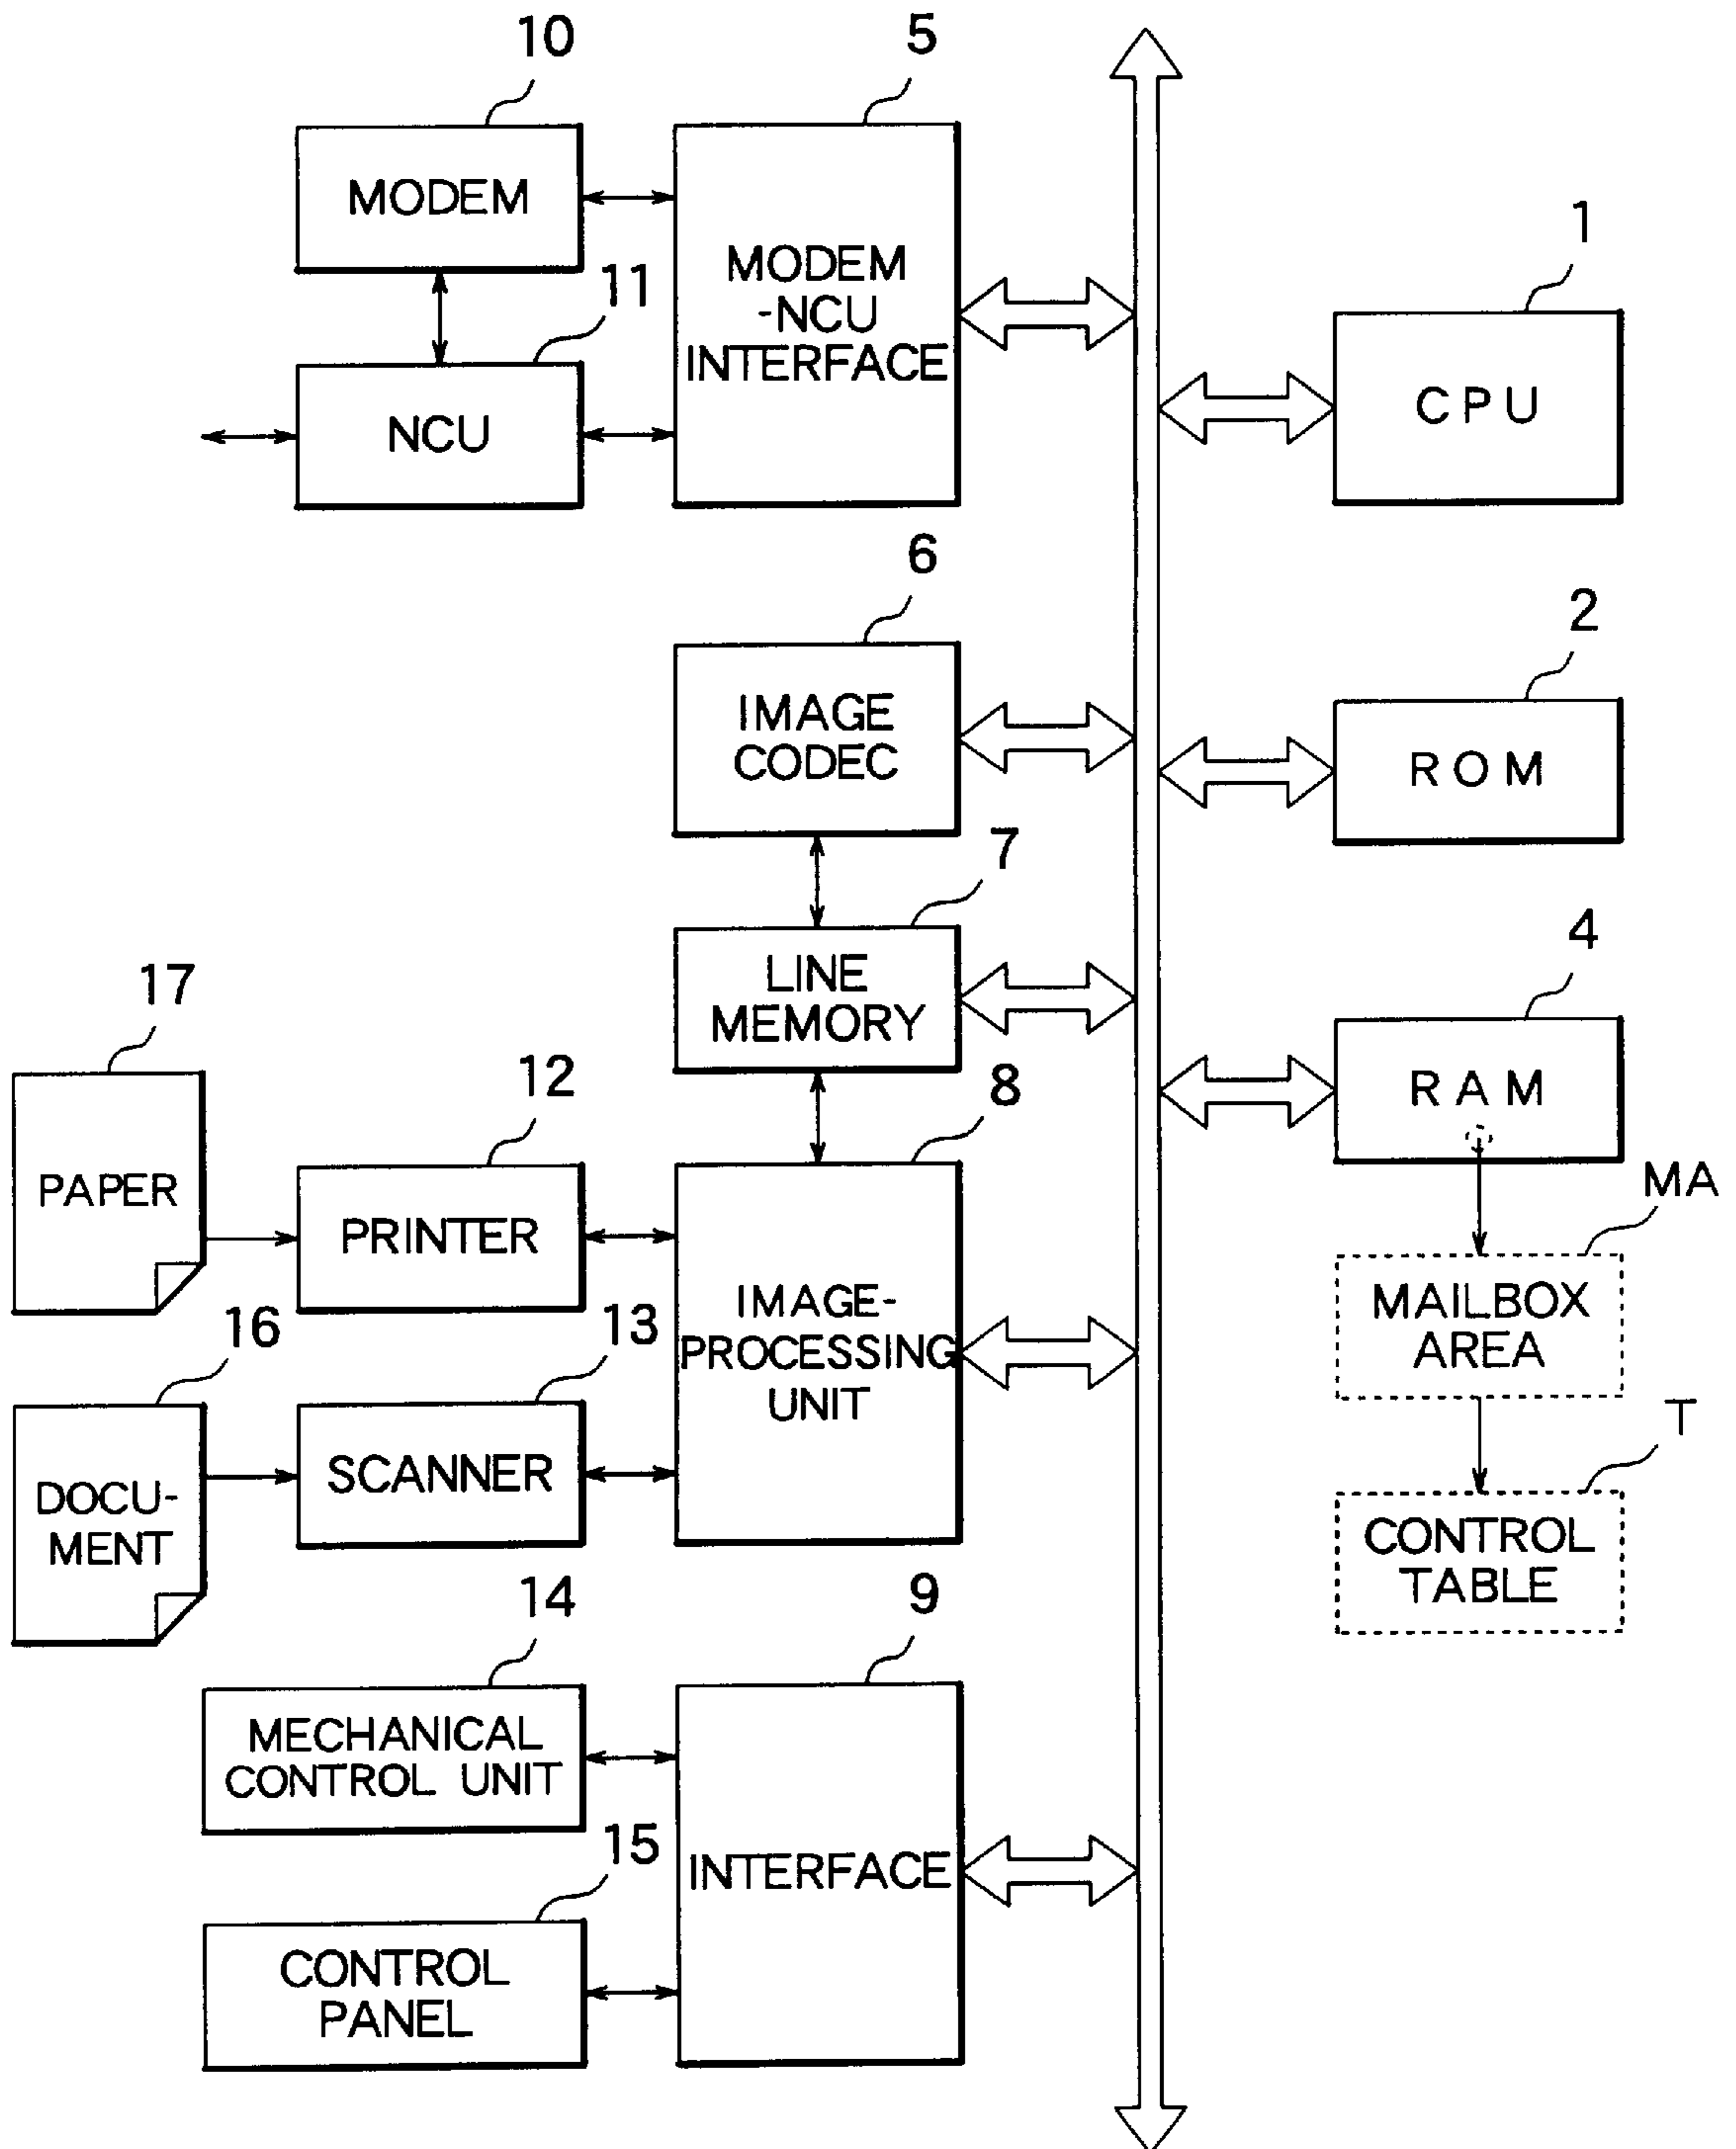 10
5
MODEM
MODEM
-NCU
INTERFACE
11
NCU
1
CPU
6
IMAGE
CODEC
2
ROM
7
LINE
MEMORY
4
RAM
17
PAPER
12
PRINTER
8
IMAGE-
PROCESSING
UNIT
MA
MAILBOX
AREA
16
DOCU-
MENT
13
SCANNER
T
CONTROL
TABLE
14
MECHANICAL
CONTROL UNIT
9
INTERFACE
15
CONTROL
PANEL